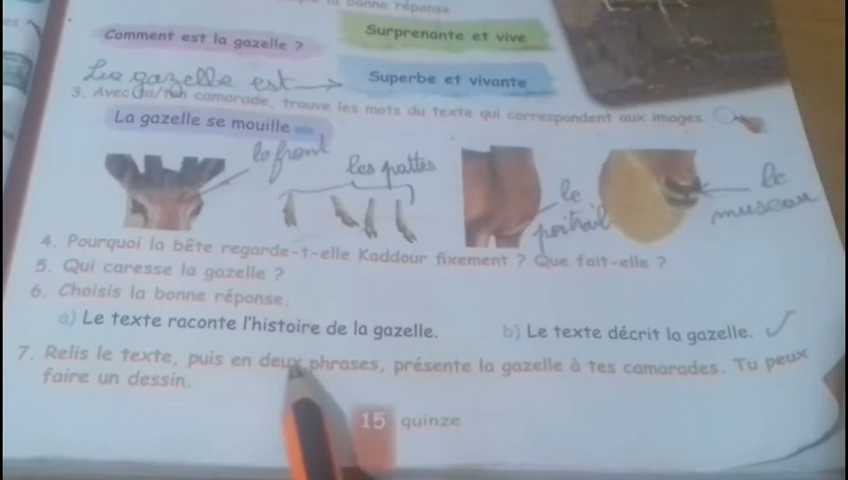 bonne réponse
Comment est la gazelle ?
Surprenante et vive
La gazelle est
Superbe et vivante
3. Avec ta/ton camarade, trouve les mots du texte qui correspondent aux images.
La gazelle se mouille
le front
les pattes
le poitrail
le museau
4. Pourquoi la bête regarde-t-elle Kaddour fixement ? Que fait-elle ?
5. Qui caresse la gazelle ?
6. Choisis la bonne réponse.
a) Le texte raconte l'histoire de la gazelle.
b) Le texte décrit la gazelle.
7. Relis le texte, puis en deux phrases, présente la gazelle à tes camarades. Tu peux
faire un dessin.
15 quinze